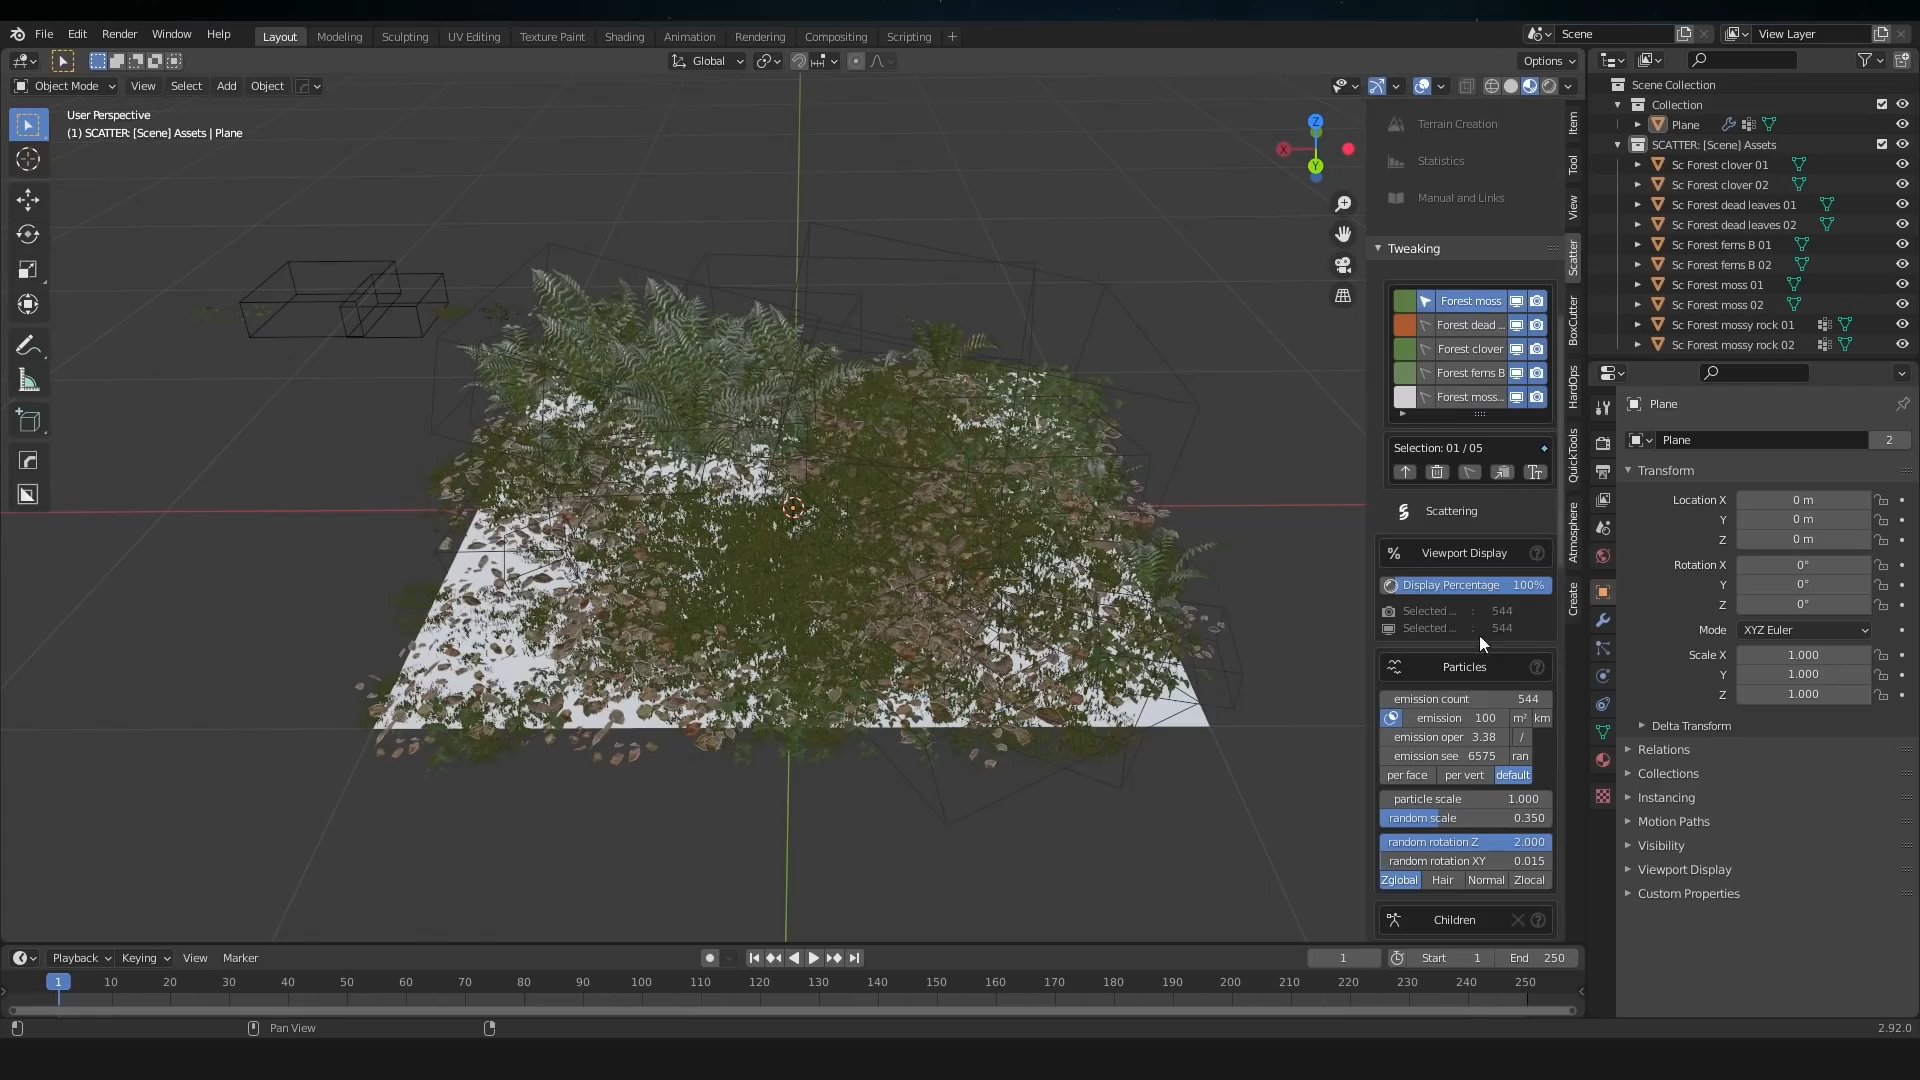 File Edit Render Window Help Layout Modeling Sculpting UV Editing Texture Paint Shading Animation Rendering Compositing Scripting + Scene View Layer
Global Options
Object Mode View Select Add Object
User Perspective
(1) SCATTER: [Scene] Assets | Plane
Z
X
Y
Terrain Creation
Statistics
Manual and Links
Tweaking
Forest moss
Forest dead ...
Forest clover
Forest ferns B
Forest moss...
Selection: 01 / 05
Scattering
Viewport Display
Display Percentage 100%
Selected ... : 544
Selected ... : 544
Particles
emission count 544
emission 100 m² km
emission oper 3.38 /
emission see 6575 ran
per face per vert default
particle scale 1.000
random scale 0.350
random rotation Z 2.000
random rotation XY 0.015
Zglobal Hair Normal Zlocal
Children
Item
Tool
View
Scatter
BoxCutter
HardOps
QuickTools
Atmosphere
Create
Scene Collection
Collection
Plane
SCATTER: [Scene] Assets
Sc Forest clover 01
Sc Forest clover 02
Sc Forest dead leaves 01
Sc Forest dead leaves 02
Sc Forest ferns B 01
Sc Forest ferns B 02
Sc Forest moss 01
Sc Forest moss 02
Sc Forest mossy rock 01
Sc Forest mossy rock 02
Plane
Plane 2
Transform
Location X 0 m
Y 0 m
Z 0 m
Rotation X 0°
Y 0°
Z 0°
Mode XYZ Euler
Scale X 1.000
Y 1.000
Z 1.000
Delta Transform
Relations
Collections
Instancing
Motion Paths
Visibility
Viewport Display
Custom Properties
Playback Keying View Marker 1 Start 1 End 250
1 10 20 30 40 50 60 70 80 90 100 110 120 130 140 150 160 170 180 190 200 210 220 230 240 250
Pan View 2.92.0